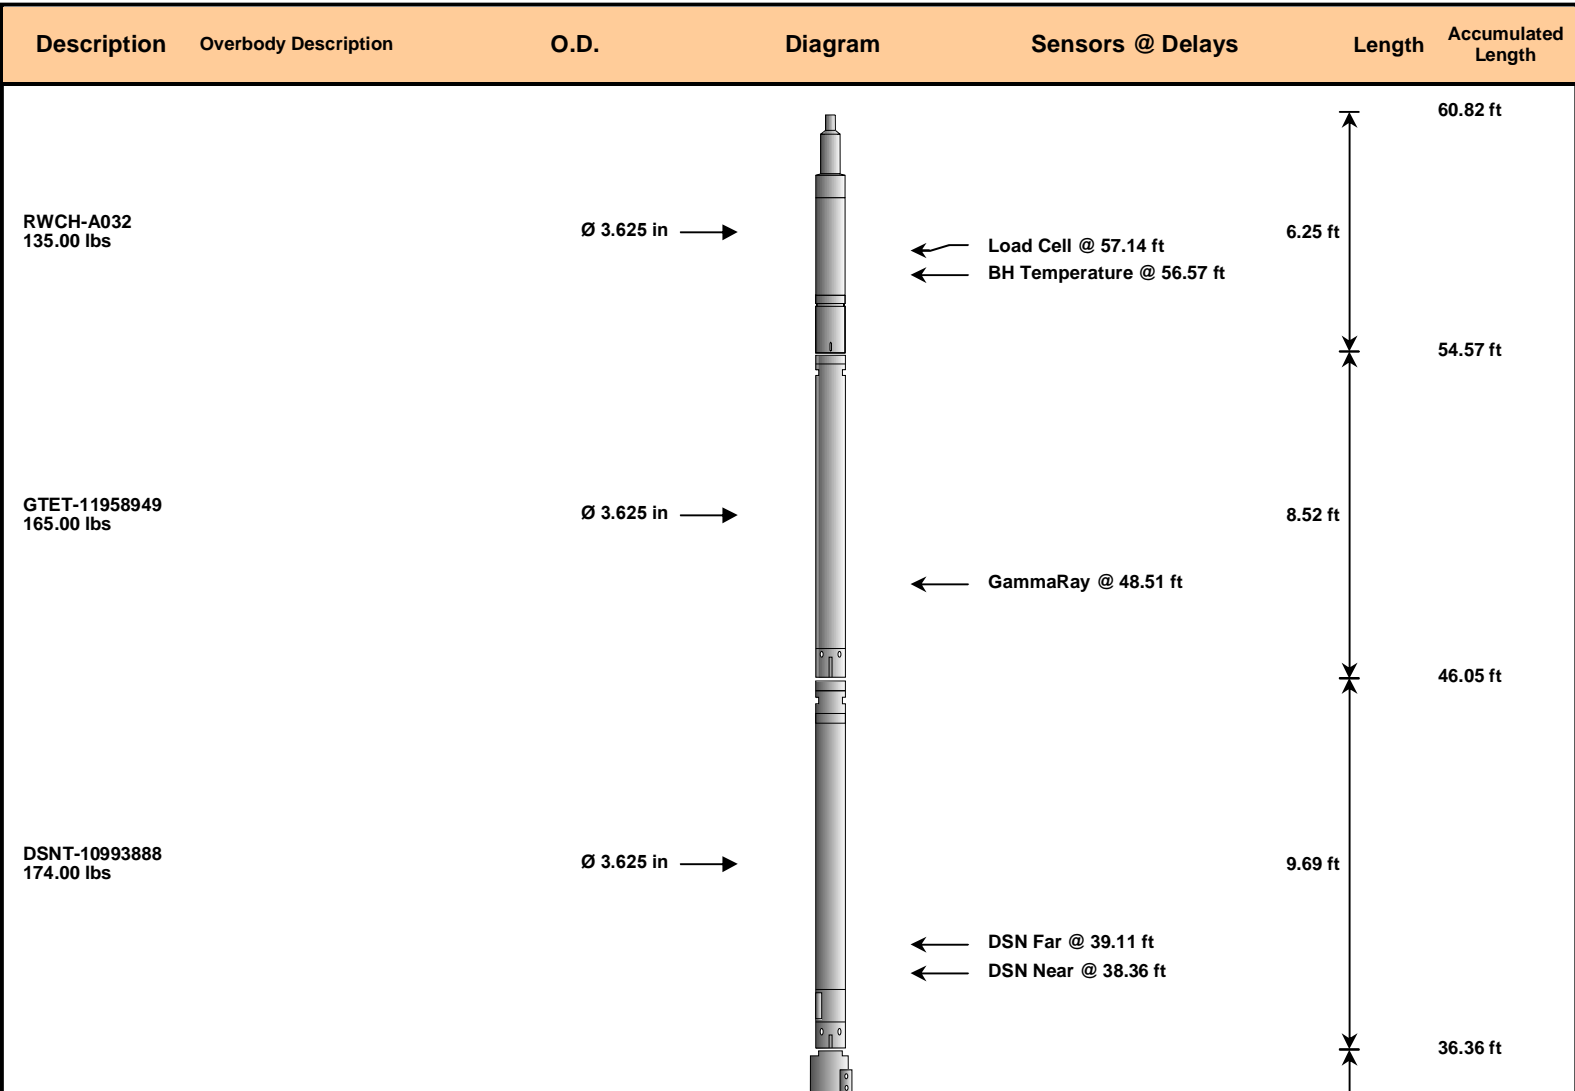 Description Overbody Description O.D. Diagram Sensors @ Delays Length Accumulated Length
60.82 ft
RWCH-A032
135.00 lbs
Ø 3.625 in
Load Cell @ 57.14 ft
BH Temperature @ 56.57 ft
6.25 ft
54.57 ft
GTET-11958949
165.00 lbs
Ø 3.625 in
8.52 ft
GammaRay @ 48.51 ft
46.05 ft
DSNT-10993888
174.00 lbs
Ø 3.625 in
9.69 ft
DSN Far @ 39.11 ft
DSN Near @ 38.36 ft
36.36 ft